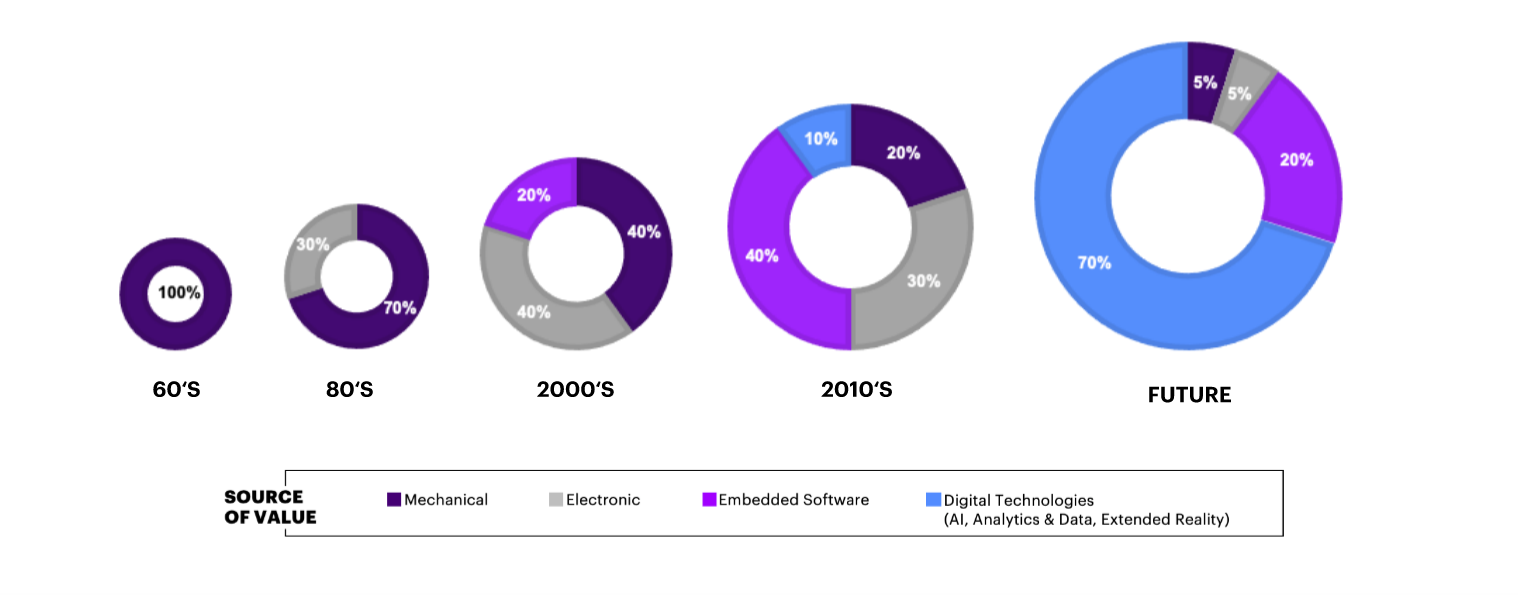 100%
30%
70%
20%
40%
40%
10%
20%
40%
30%
5%
5%
20%
70%
60‘S
80‘S
2000‘S
2010‘S
FUTURE
SOURCE
OF VALUE
Mechanical
Electronic
Embedded Software
Digital Technologies
(AI, Analytics & Data, Extended Reality)